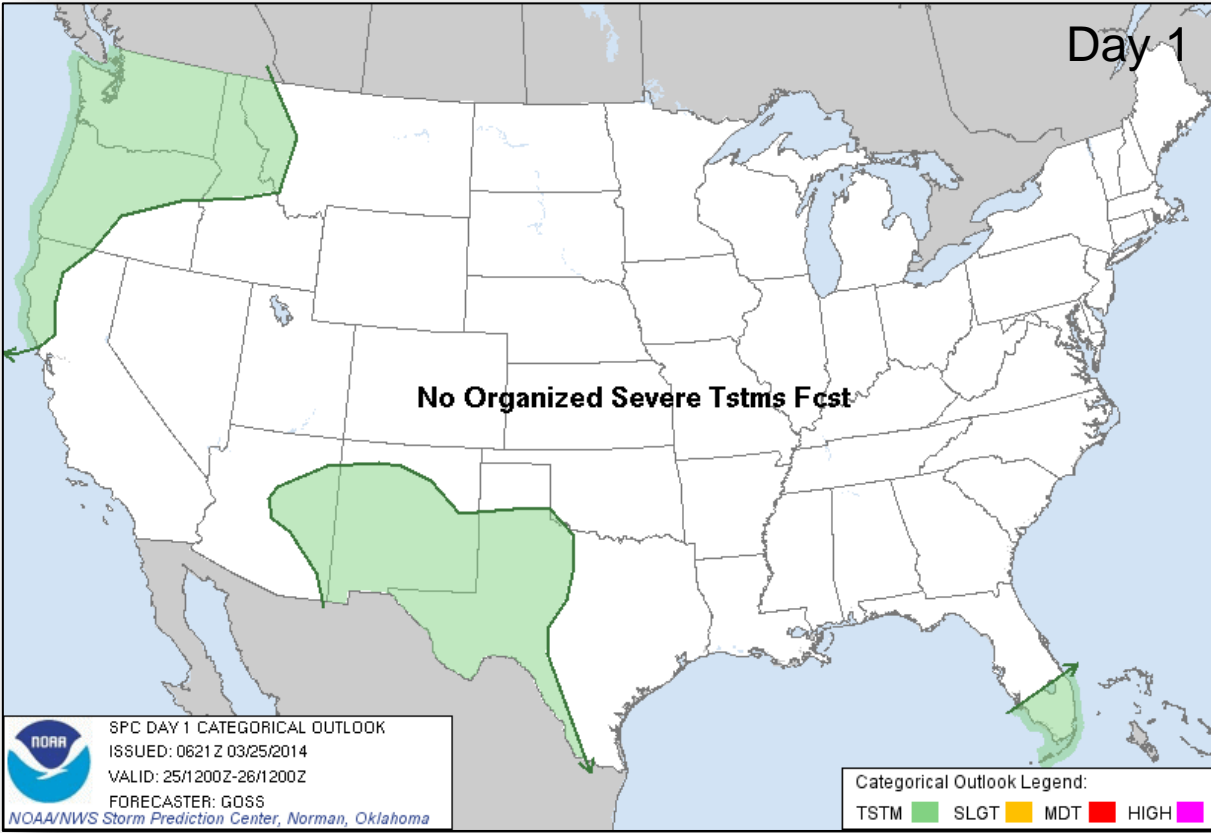 Day 1
No Organized Severe Tstms Fcst
NOAA
SPC DAY 1 CATEGORICAL OUTLOOK
ISSUED: 0621Z 03/25/2014
VALID: 25/1200Z-26/1200Z
FORECASTER: GOSS
NOAA/NWS Storm Prediction Center, Norman, Oklahoma
Categorical Outlook Legend:
TSTM SLGT MDT HIGH